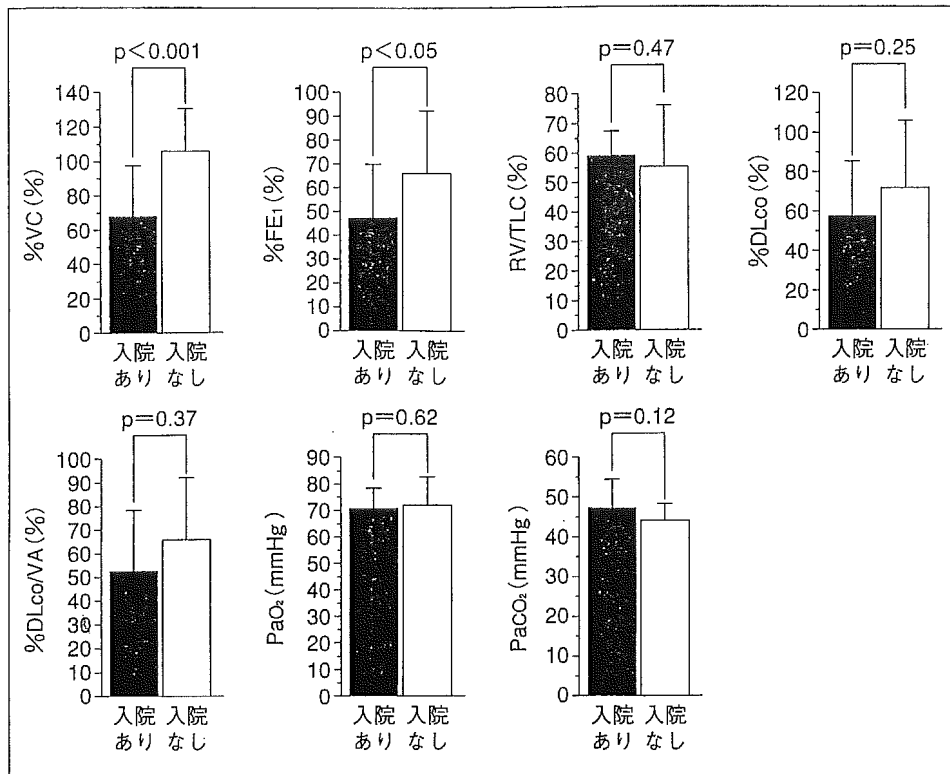 p<0.001
%VC(%)
140
120
100
80
60
40
20
0
入院
あり
入院
なし
p<0.05
%FE₁(%)
100
90
80
70
60
50
40
30
20
10
0
入院
あり
入院
なし
p=0.47
RV/TLC(%)
80
70
60
50
40
30
20
10
0
入院
あり
入院
なし
p=0.25
%DLco(%)
120
100
80
60
40
20
0
入院
あり
入院
なし
p=0.37
%DLco/VA(%)
100
90
80
70
60
50
40
30
20
10
0
入院
あり
入院
なし
p=0.62
PaO₂(mmHg)
90
80
70
60
50
40
30
20
10
0
入院
あり
入院
なし
p=0.12
PaCO₂(mmHg)
60
50
40
30
20
10
0
入院
あり
入院
なし